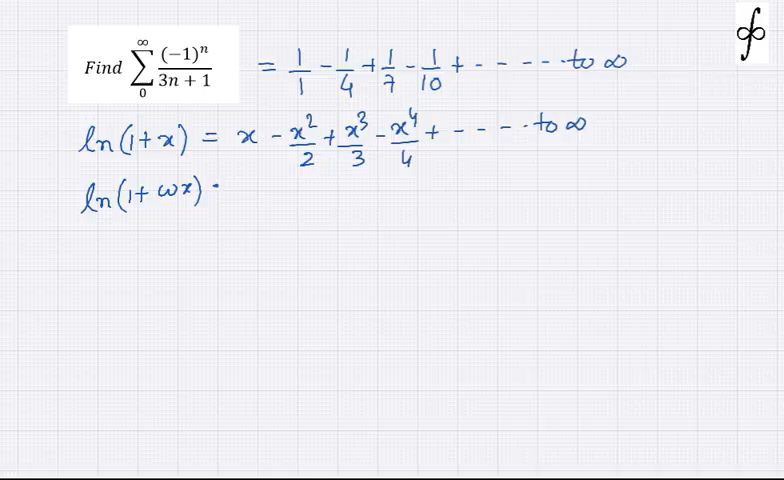 Find ∑_0^∞ (-1)^n/(3n + 1) = 1/1 - 1/4 + 1/7 - 1/10 + - - - - - to ∞
ln(1+x) = x - x²/2 + x³/3 - x⁴/4 + - - - - - to ∞
ln(1+ ωx)